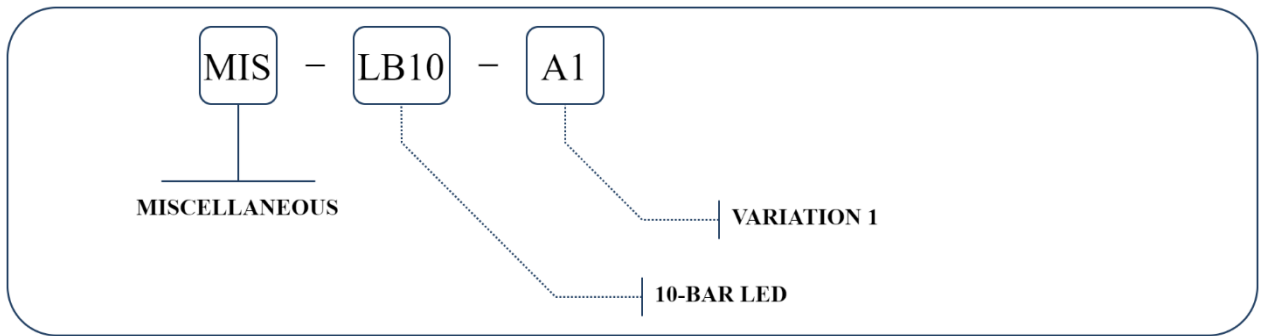 MIS – LB10 – A1
MISCELLANEOUS
VARIATION 1
10-BAR LED